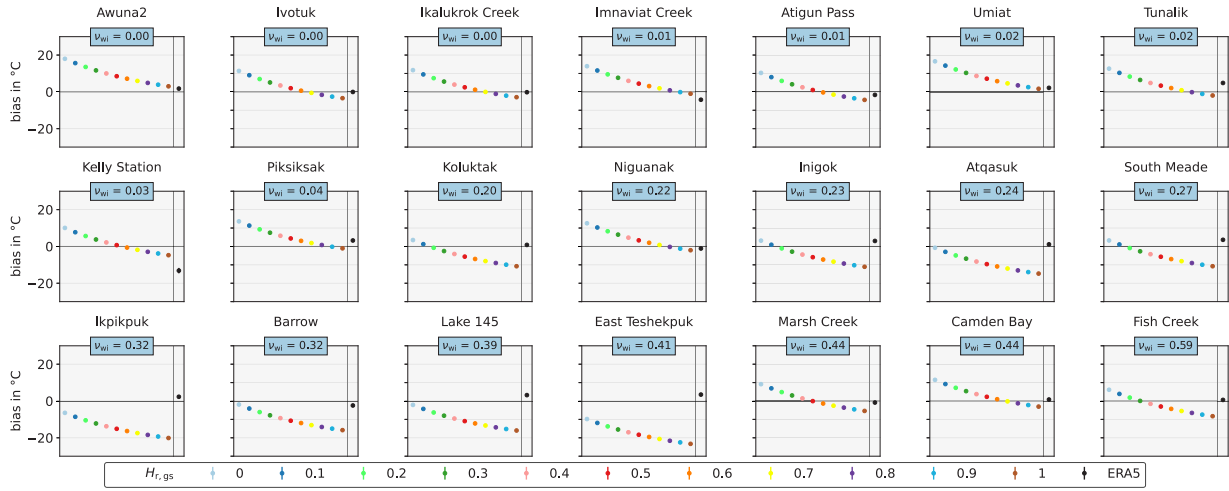 Awuna2 Ivotuk Ikalukrok Creek Imnaviat Creek Atigun Pass Umiat Tunalik
ν_wi = 0.00 ν_wi = 0.00 ν_wi = 0.00 ν_wi = 0.01 ν_wi = 0.01 ν_wi = 0.02 ν_wi = 0.02
20
0
−20
bias in °C
Kelly Station Piksiksak Koluktak Niguanak Inigok Atqasuk South Meade
ν_wi = 0.03 ν_wi = 0.04 ν_wi = 0.20 ν_wi = 0.22 ν_wi = 0.23 ν_wi = 0.24 ν_wi = 0.27
20
0
−20
bias in °C
Ikpikpuk Barrow Lake 145 East Teshekpuk Marsh Creek Camden Bay Fish Creek
ν_wi = 0.32 ν_wi = 0.32 ν_wi = 0.39 ν_wi = 0.41 ν_wi = 0.44 ν_wi = 0.44 ν_wi = 0.59
20
0
−20
bias in °C
H_r,gs 0 0.1 0.2 0.3 0.4 0.5 0.6 0.7 0.8 0.9 1 ERA5